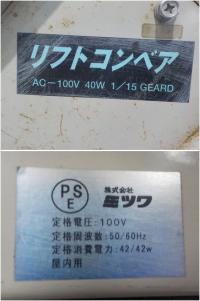 リフトコンベア
AC-100V 40W 1/15 GEARD
PS
E
株式会社
ミツワ
定格電圧:100V
定格周波数:50/60Hz
定格消費電力:42/42w
屋内用